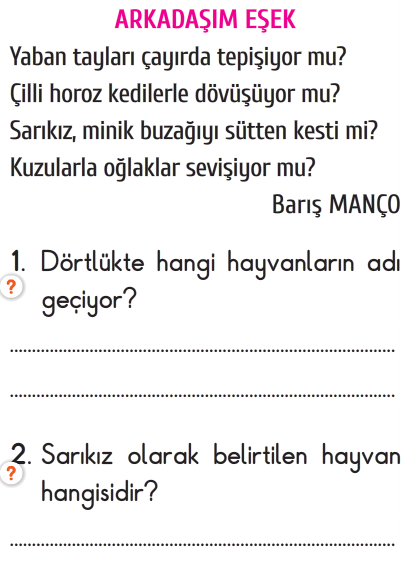 ARKADAŞIM EŞEK
Yaban tayları çayırda tepişiyor mu?
Çilli horoz kedilerle dövüşüyor mu?
Sarıkız, minik buzağıyı sütten kesti mi?
Kuzularla oğlaklar sevişiyor mu?
Barış MANÇO
1. Dörtlükte hangi hayvanların adı
? geçiyor?
2. Sarıkız olarak belirtilen hayvan
? hangisidir?